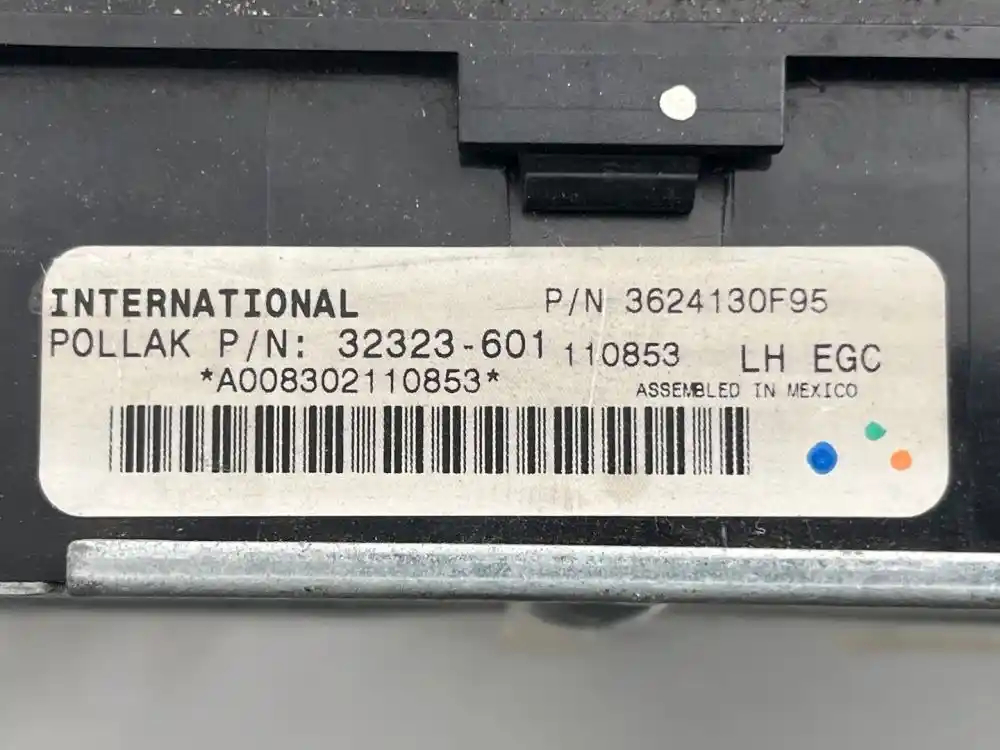 INTERNATIONAL P/N 3624130F95
POLLAK P/N: 32323-601 110853 LH EGC
*A008302110853* ASSEMBLED IN MEXICO